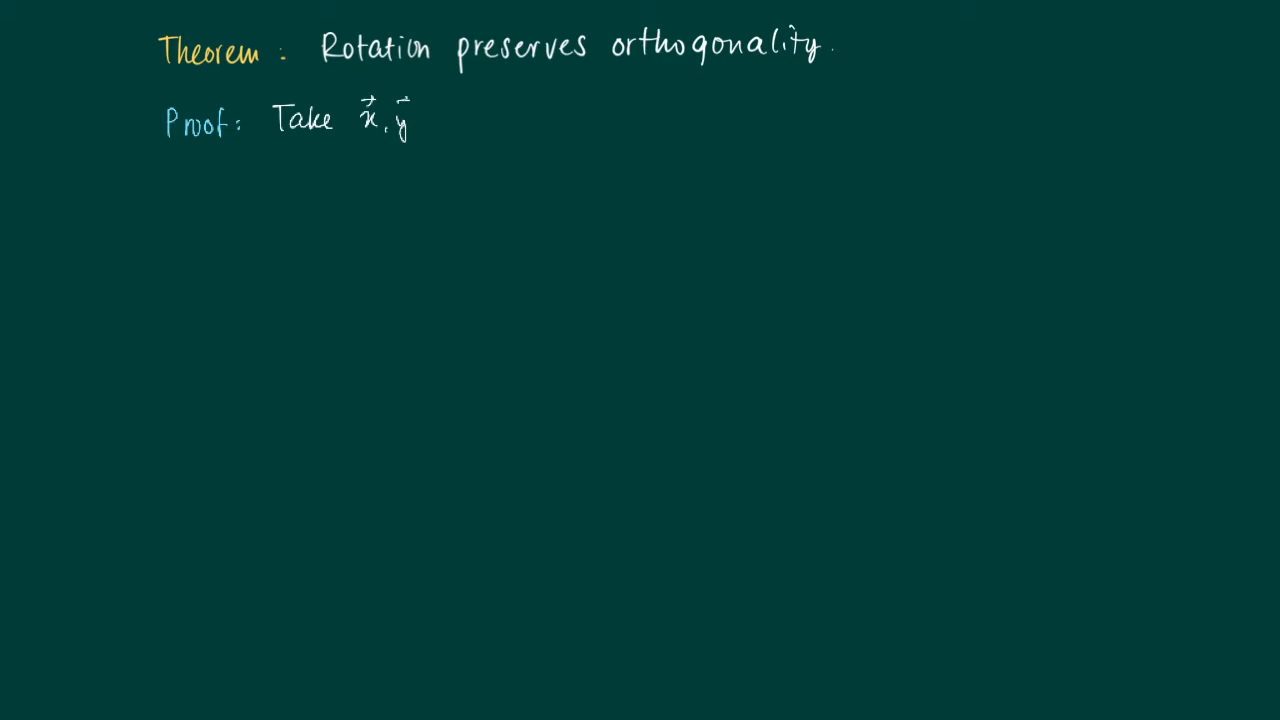 Theorem : Rotation preserves orthogonality.
Proof: Take x⃗, y⃗